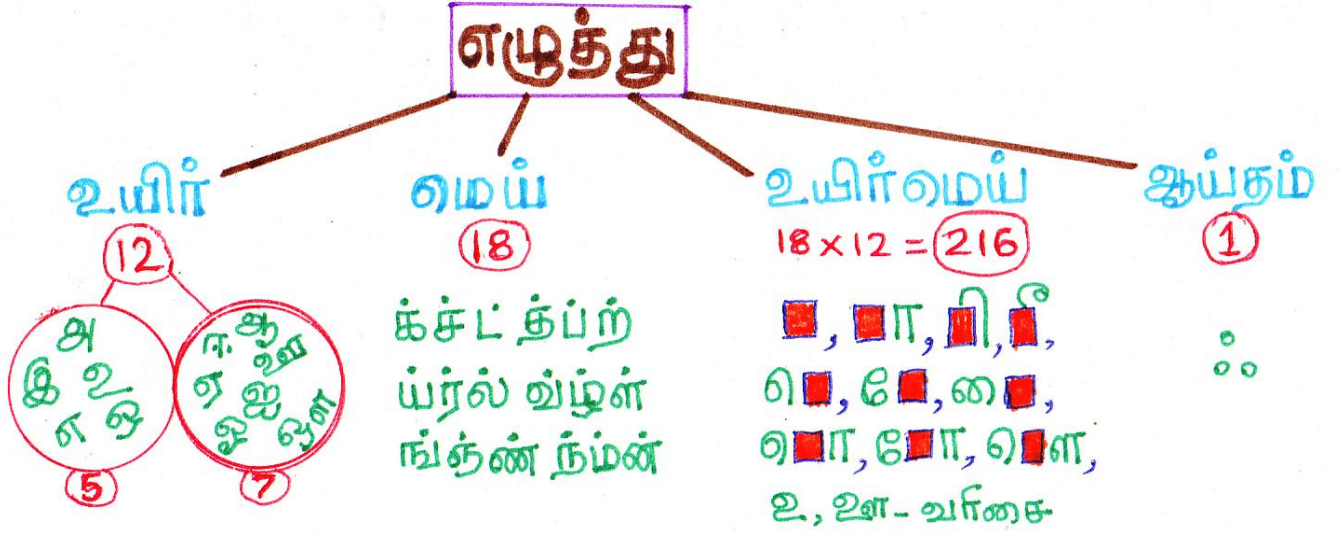 எழுத்து
உயிர் மெய் உயிர்மெய் ஆய்தம்
12 18 18 × 12 = 216 1
அ
இ உ
எ ஒ
5
ஈ ஆ
ஊ
ஏ ஐ
ஓ ஔ
7
க்ச்ட் த்ப்ற்
ய்ர்ல் வ்ழ்ள்
ங்ஞ்ண் ந்ம்ன்
■, ■ா, ■ி, ■ீ,
ெ■, ே■, ை■,
ெ■ா, ே■ா, ெ■ள,
உ, ஊ - வரிசை
ஃ